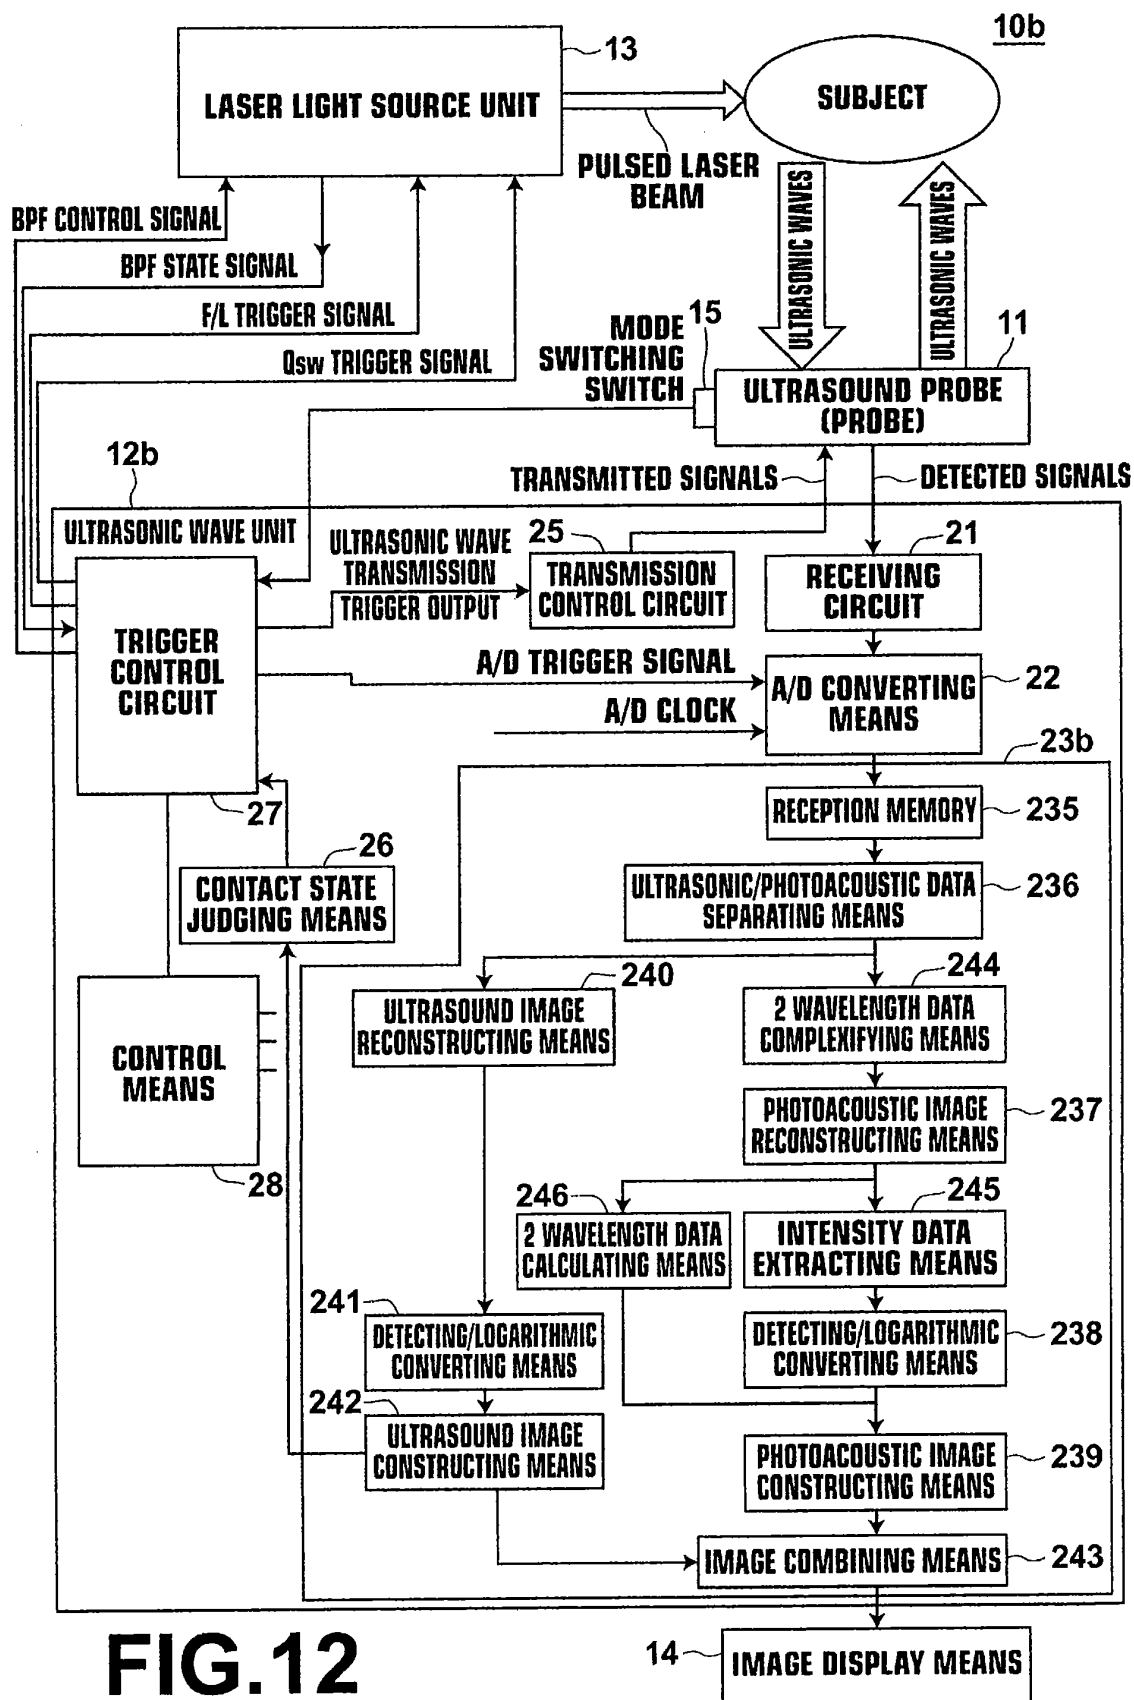 10b
13
LASER LIGHT SOURCE UNIT
SUBJECT
PULSED LASER
BEAM
BPF CONTROL SIGNAL
BPF STATE SIGNAL
F/L TRIGGER SIGNAL
Qsw TRIGGER SIGNAL
ULTRASONIC WAVES
ULTRASONIC WAVES
MODE
SWITCHING
SWITCH
15
11
ULTRASOUND PROBE
(PROBE)
12b
TRANSMITTED SIGNALS
DETECTED SIGNALS
ULTRASONIC WAVE UNIT
ULTRASONIC WAVE
TRANSMISSION
TRIGGER OUTPUT
25
TRANSMISSION
CONTROL CIRCUIT
21
RECEIVING
CIRCUIT
TRIGGER
CONTROL
CIRCUIT
A/D TRIGGER SIGNAL
A/D CLOCK
A/D CONVERTING
MEANS
22
23b
27
RECEPTION MEMORY
235
26
CONTACT STATE
JUDGING MEANS
ULTRASONIC/PHOTOACOUSTIC DATA
SEPARATING MEANS
236
240
ULTRASOUND IMAGE
RECONSTRUCTING MEANS
244
2 WAVELENGTH DATA
COMPLEXIFYING MEANS
CONTROL
MEANS
28
PHOTOACOUSTIC IMAGE
RECONSTRUCTING MEANS
237
246
2 WAVELENGTH DATA
CALCULATING MEANS
245
INTENSITY DATA
EXTRACTING MEANS
241
DETECTING/LOGARITHMIC
CONVERTING MEANS
DETECTING/LOGARITHMIC
CONVERTING MEANS
238
242
ULTRASOUND IMAGE
CONSTRUCTING MEANS
PHOTOACOUSTIC IMAGE
CONSTRUCTING MEANS
239
IMAGE COMBINING MEANS
243
FIG.12
14
IMAGE DISPLAY MEANS